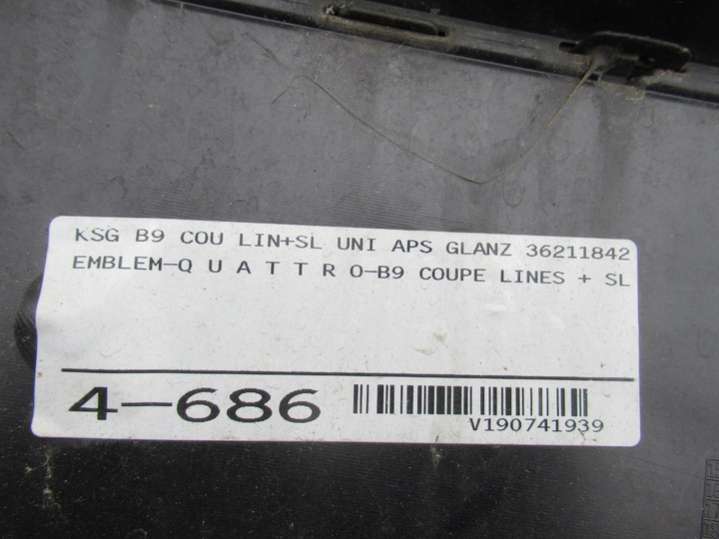 KSG B9 COU LIN+SL UNI APS GLANZ 36211842
EMBLEM-Q U A T T R O-B9 COUPE LINES + SL
4-686
V190741939